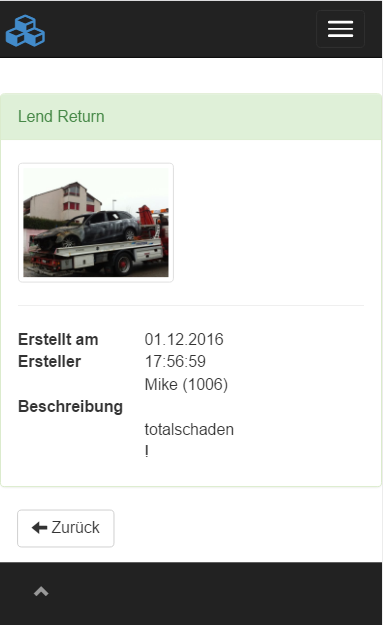 Lend Return
Erstellt am 01.12.2016
Ersteller 17:56:59
Mike (1006)
Beschreibung
totalschaden
!
Zurück